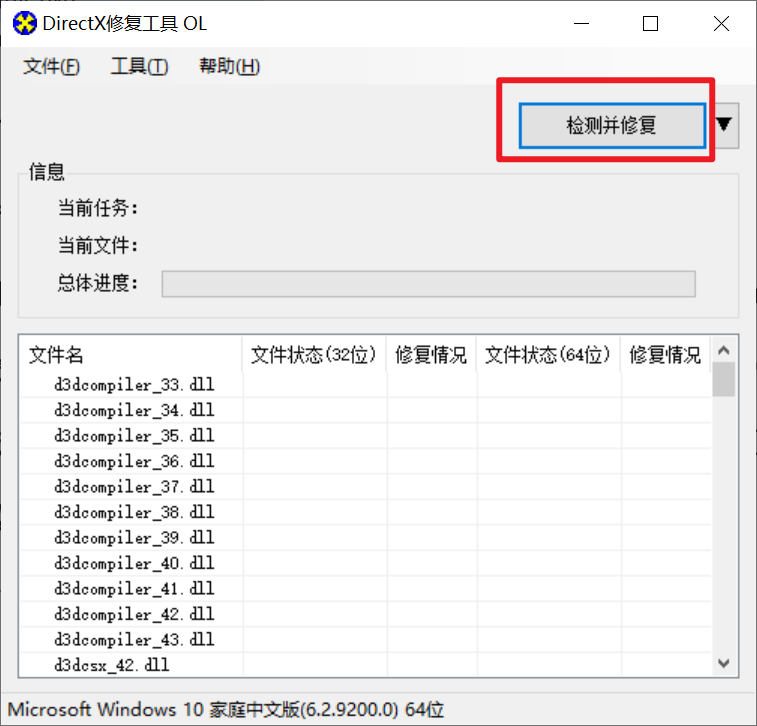 DirectX修复工具 OL
文件(F) 工具(T) 帮助(H)
检测并修复
信息
当前任务：
当前文件：
总体进度：
文件名 文件状态(32位) 修复情况 文件状态(64位) 修复情况
d3dcompiler_33.dll
d3dcompiler_34.dll
d3dcompiler_35.dll
d3dcompiler_36.dll
d3dcompiler_37.dll
d3dcompiler_38.dll
d3dcompiler_39.dll
d3dcompiler_40.dll
d3dcompiler_41.dll
d3dcompiler_42.dll
d3dcompiler_43.dll
d3dcsx_42.dll
Microsoft Windows 10 家庭中文版(6.2.9200.0) 64位